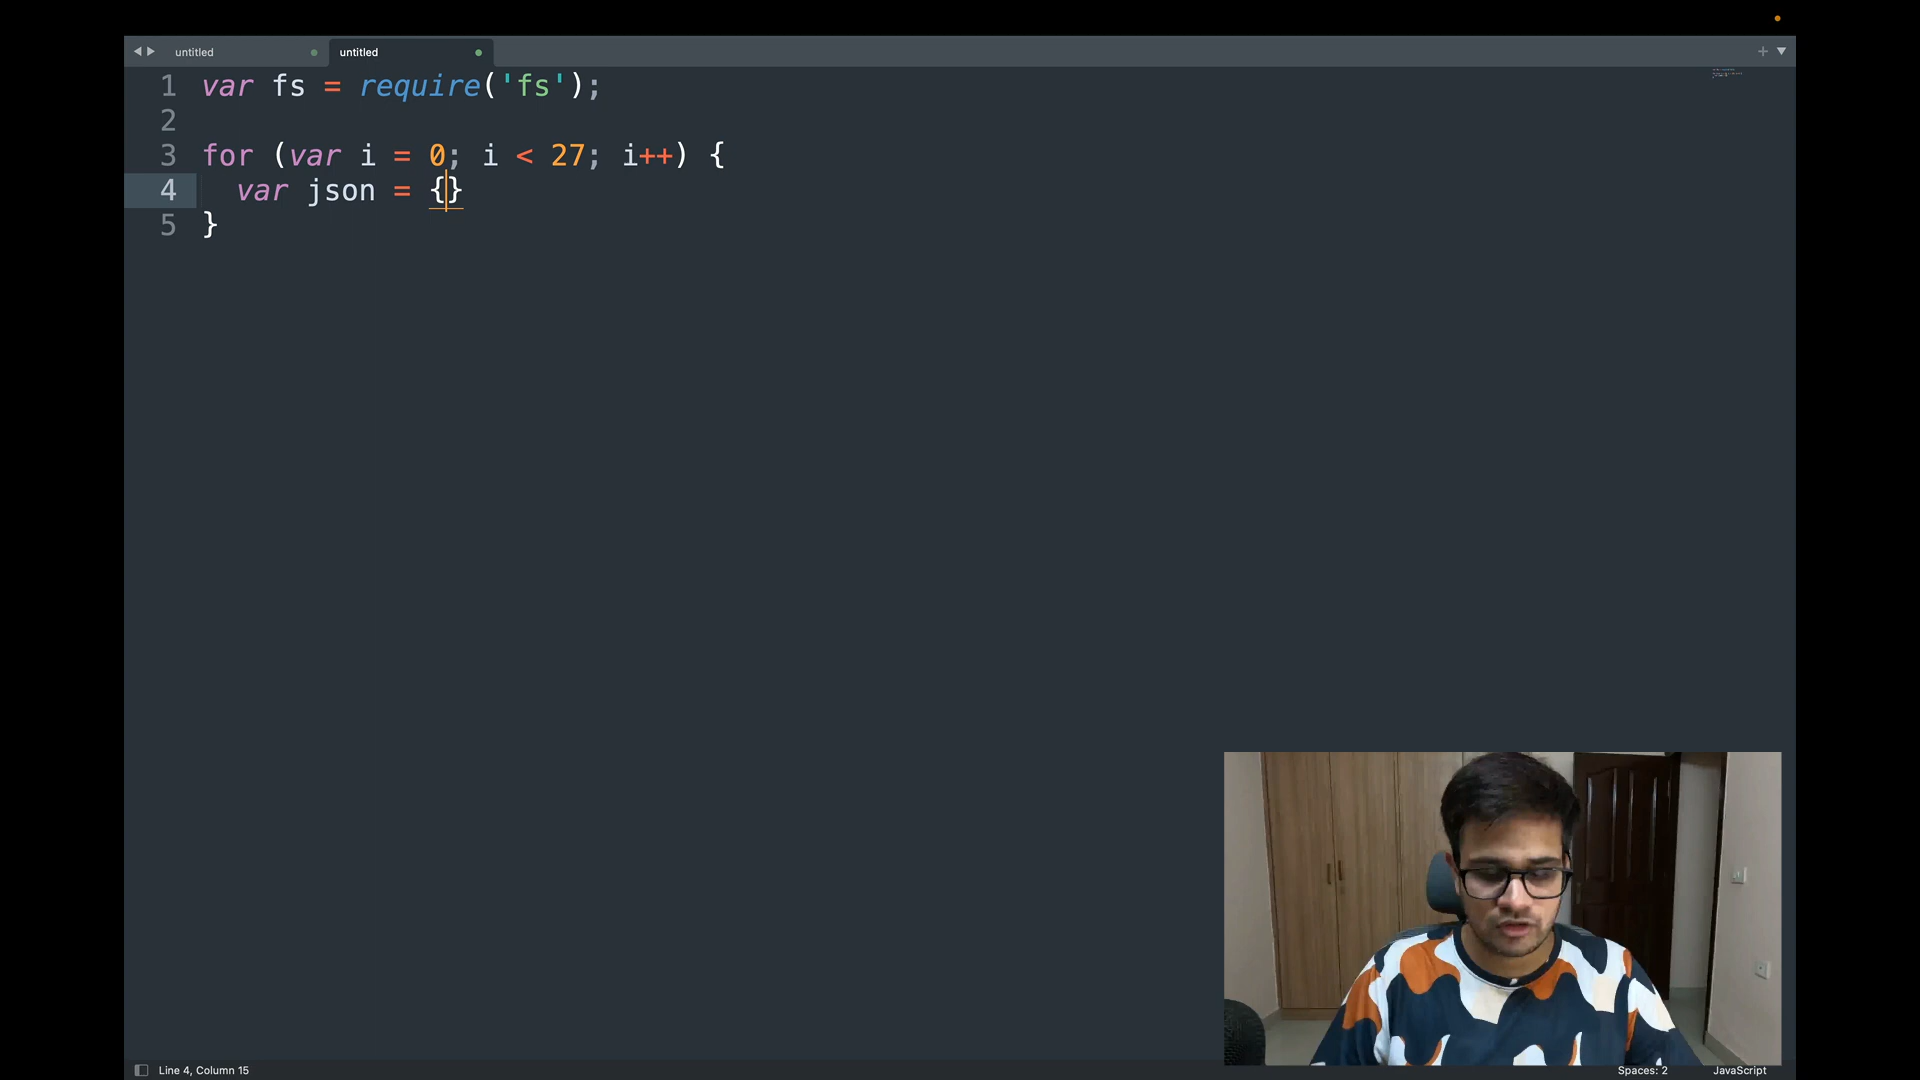 untitled
untitled
1 var fs = require('fs');
2
3 for (var i = 0; i < 27; i++) {
4 var json = {}
5 }
Line 4, Column 15
Spaces: 2
JavaScript